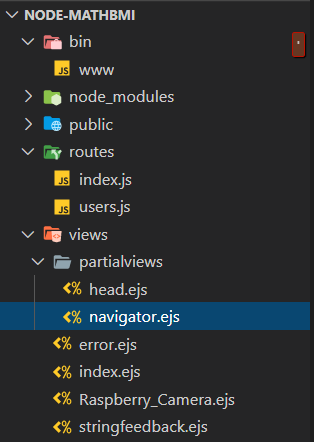 NODE-MATHBMI
bin
JS www
node_modules
public
routes
JS index.js
JS users.js
views
partialviews
<% head.ejs
<% navigator.ejs
<% error.ejs
<% index.ejs
<% Raspberry_Camera.ejs
<% stringfeedback.ejs